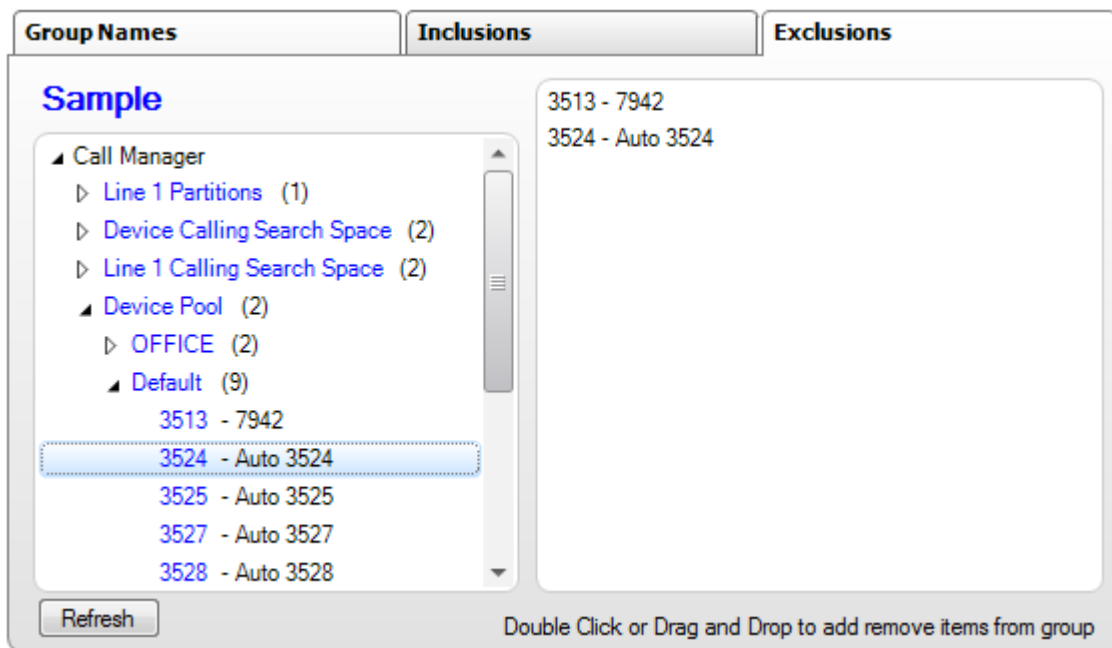 Group Names
Inclusions
Exclusions
Sample
Call Manager
Line 1 Partitions (1)
Device Calling Search Space (2)
Line 1 Calling Search Space (2)
Device Pool (2)
OFFICE (2)
Default (9)
3513 - 7942
3524 - Auto 3524
3525 - Auto 3525
3527 - Auto 3527
3528 - Auto 3528
3513 - 7942
3524 - Auto 3524
Refresh
Double Click or Drag and Drop to add remove items from group